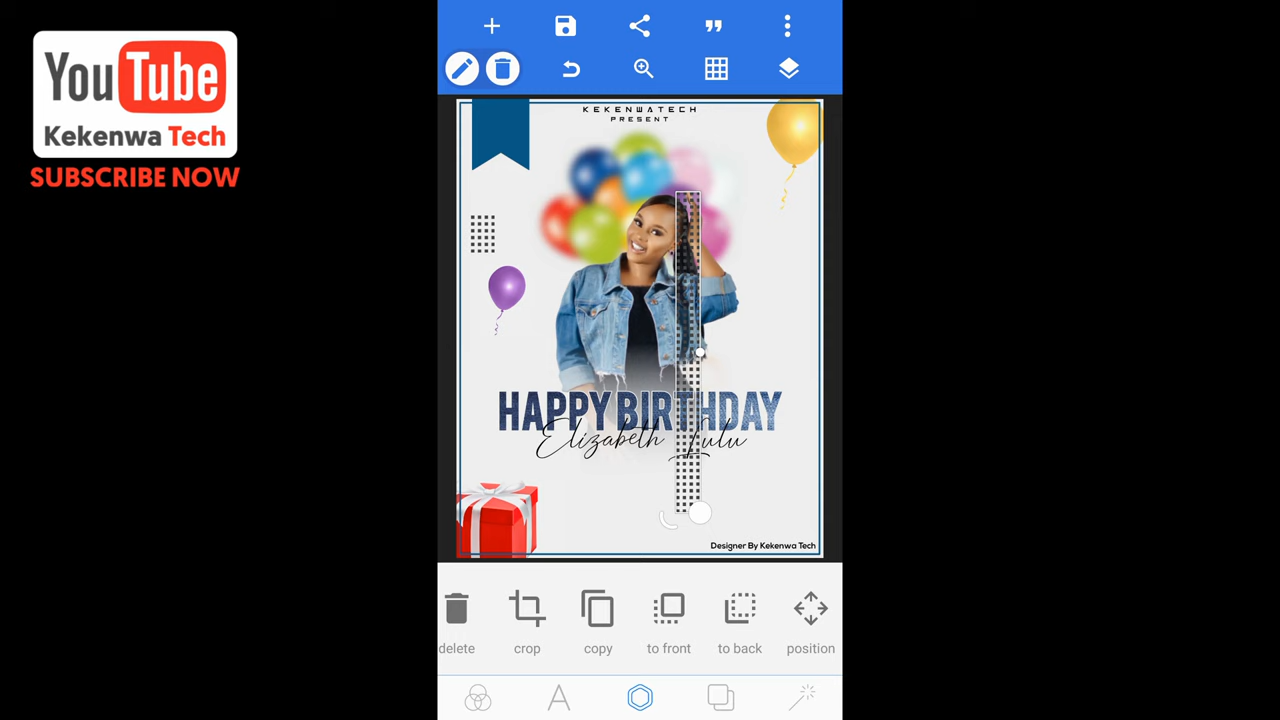 YouTube
Kekenwa Tech
SUBSCRIBE NOW
KEKENWATECH
PRESENT
HAPPY BIRTHDAY
Elizabeth Lulu
Designer By Kekenwa Tech
delete
crop
copy
to front
to back
position